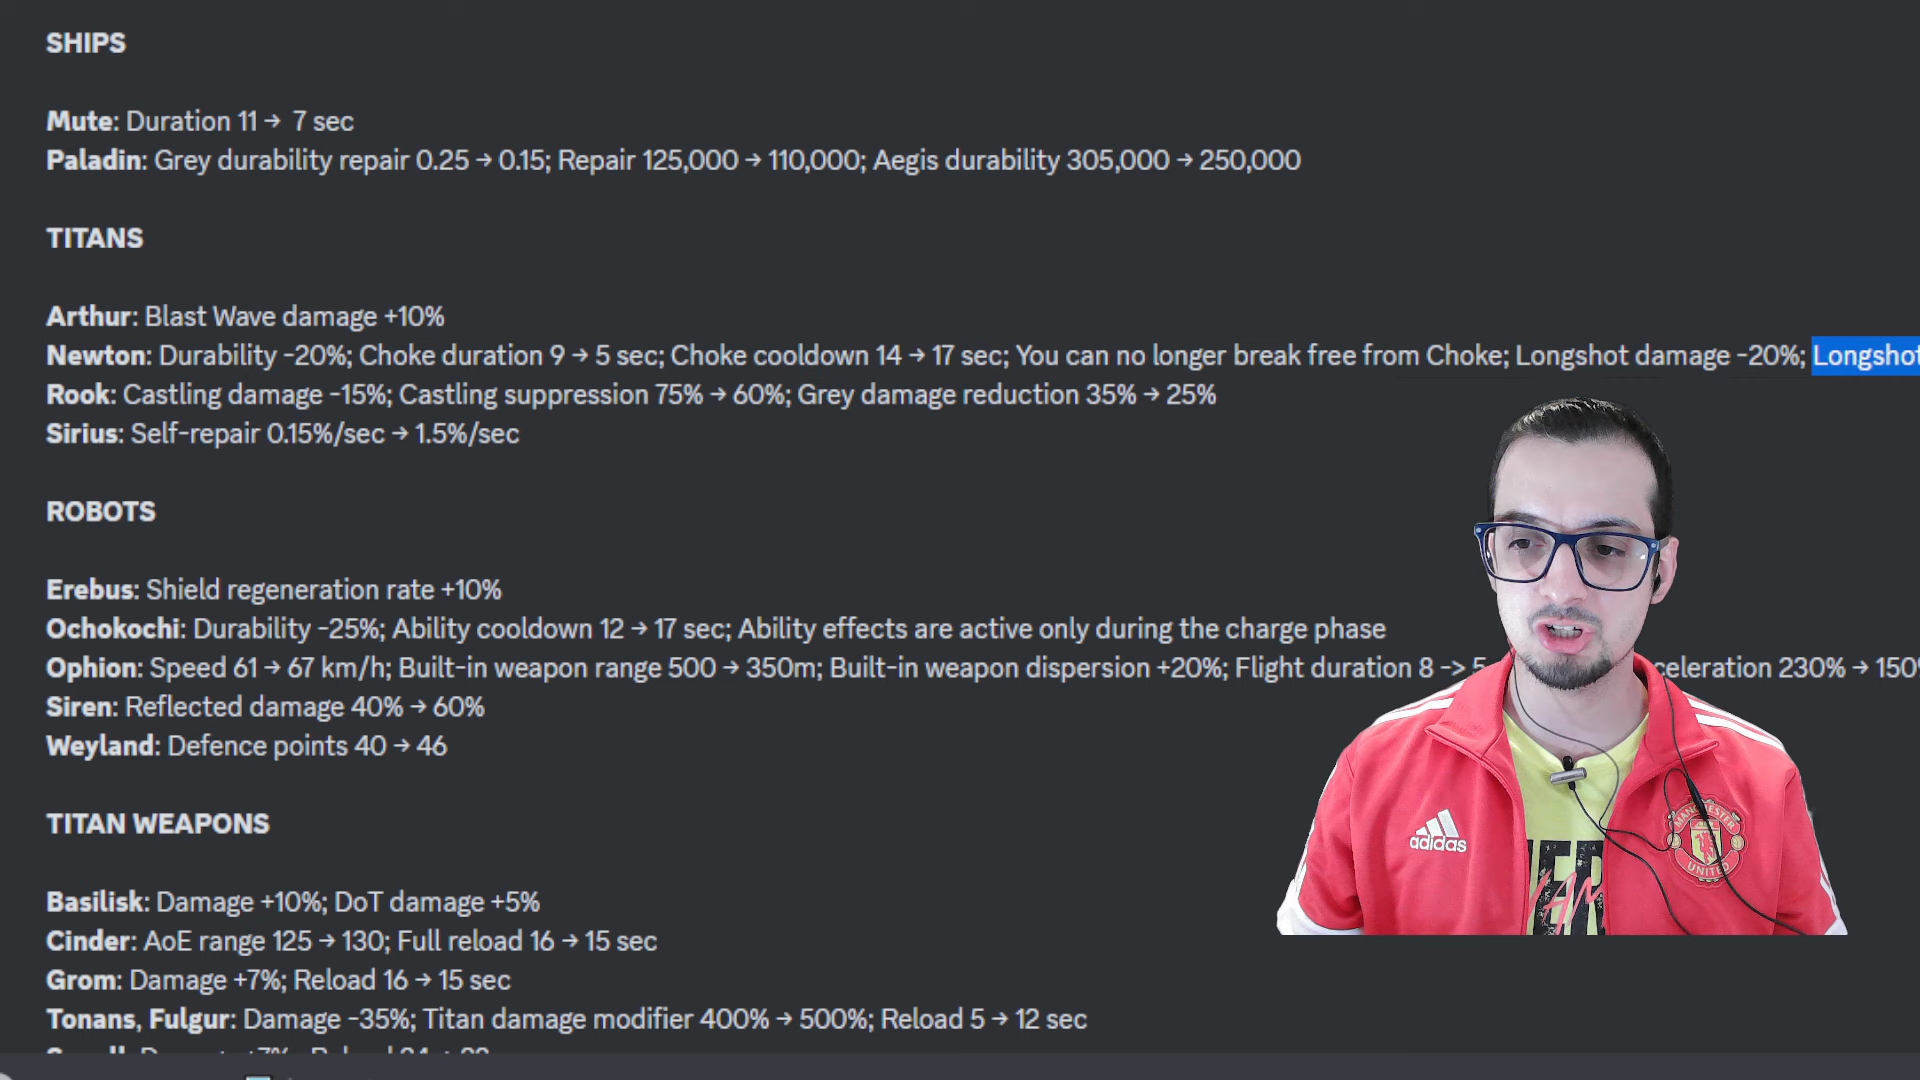 SHIPS
Mute: Duration 11 → 7 sec
Paladin: Grey durability repair 0.25 → 0.15; Repair 125,000 → 110,000; Aegis durability 305,000 → 250,000
TITANS
Arthur: Blast Wave damage +10%
Newton: Durability -20%; Choke duration 9 → 5 sec; Choke cooldown 14 → 17 sec; You can no longer break free from Choke; Longshot damage -20%; Longshot
Rook: Castling damage -15%; Castling suppression 75% → 60%; Grey damage reduction 35% → 25%
Sirius: Self-repair 0.15%/sec → 1.5%/sec
ROBOTS
Erebus: Shield regeneration rate +10%
Ochokochi: Durability -25%; Ability cooldown 12 → 17 sec; Ability effects are active only during the charge phase
Ophion: Speed 61 → 67 km/h; Built-in weapon range 500 → 350m; Built-in weapon dispersion +20%; Flight duration 8 -> 5 celeration 230% → 150%
Siren: Reflected damage 40% → 60%
Weyland: Defence points 40 → 46
TITAN WEAPONS
Basilisk: Damage +10%; DoT damage +5%
Cinder: AoE range 125 → 130; Full reload 16 → 15 sec
Grom: Damage +7%; Reload 16 → 15 sec
Tonans, Fulgur: Damage -35%; Titan damage modifier 400% → 500%; Reload 5 → 12 sec
adidas
MANCHESTER
UNITED